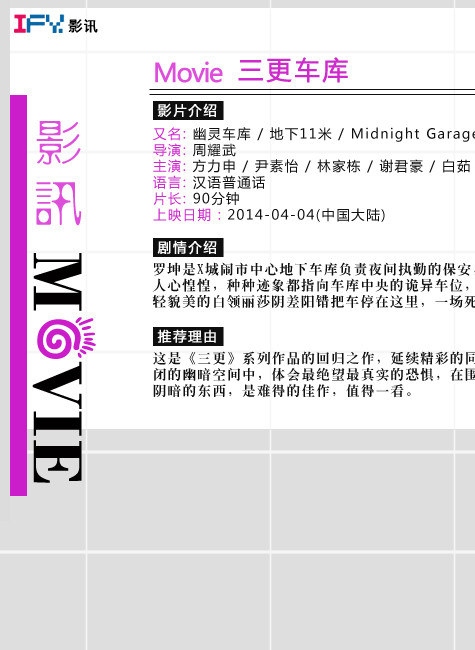 IFY.影讯
Movie 三更车库
影片介绍
又名: 幽灵车库 / 地下11米 / Midnight Garage
导演: 周耀武
主演: 方力申 / 尹素怡 / 林家栋 / 谢君豪 / 白茹
语言: 汉语普通话
片长: 90分钟
上映日期 : 2014-04-04(中国大陆)
剧情介绍
罗坤是X城闹市中心地下车库负责夜间执勤的保安
人心惶惶，种种迹象都指向车库中央的诡异车位，
轻貌美的白领丽莎阴差阳错把车停在这里，一场死
推荐理由
这是《三更》系列作品的回归之作，延续精彩的同
闭的幽暗空间中，体会最绝望最真实的恐惧，在困
阴暗的东西，是难得的佳作，值得一看。
影訊
MOVIE